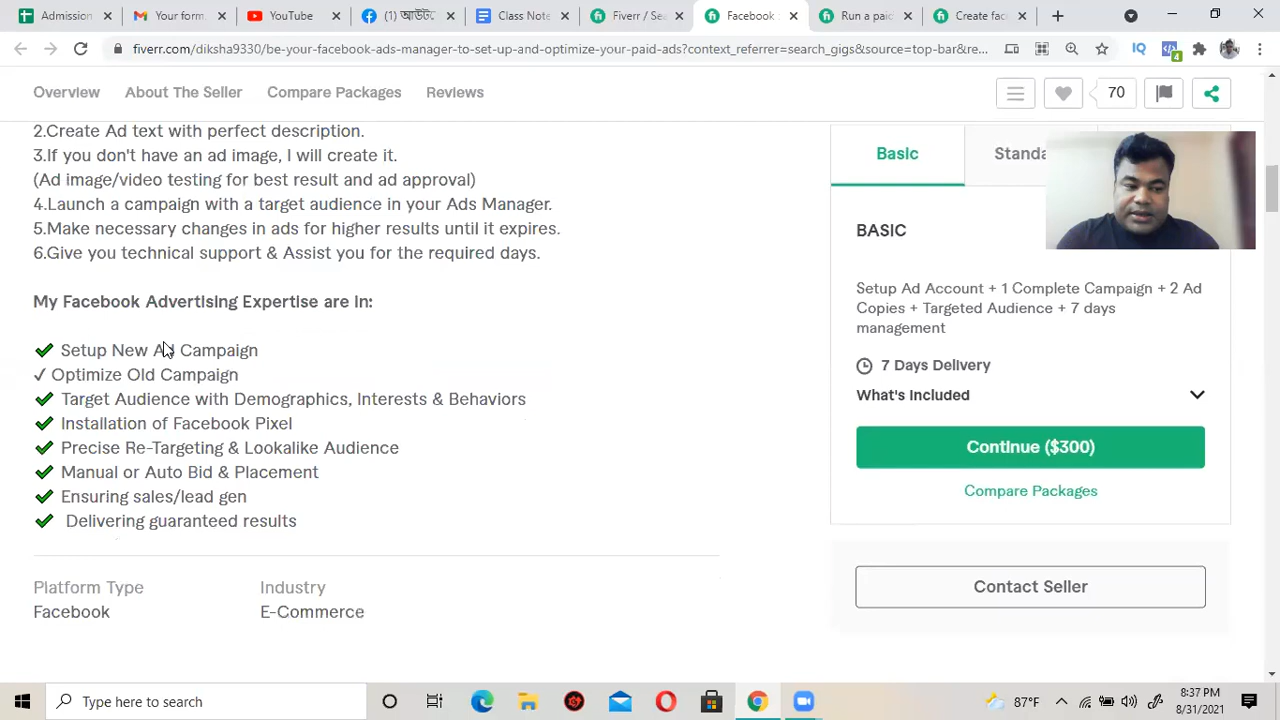 Admission
Your form
YouTube
Class Note
Fiverr / Sea
Facebook
Run a paid
Create fac
fiverr.com/diksha9330/be-your-facebook-ads-manager-to-set-up-and-optimize-your-paid-ads?context_referrer=search_gigs&source=top-bar&re...
IQ
4
Overview
About The Seller
Compare Packages
Reviews
70
2.Create Ad text with perfect description.
3.If you don't have an ad image, I will create it.
(Ad image/video testing for best result and ad approval)
4.Launch a campaign with a target audience in your Ads Manager.
5.Make necessary changes in ads for higher results until it expires.
6.Give you technical support & Assist you for the required days.
My Facebook Advertising Expertise are in:
Setup New Ad Campaign
✓ Optimize Old Campaign
Target Audience with Demographics, Interests & Behaviors
Installation of Facebook Pixel
Precise Re-Targeting & Lookalike Audience
Manual or Auto Bid & Placement
Ensuring sales/lead gen
Delivering guaranteed results
Platform Type
Industry
Facebook
E-Commerce
Basic
Standa
BASIC
Setup Ad Account + 1 Complete Campaign + 2 Ad
Copies + Targeted Audience + 7 days
management
7 Days Delivery
What's Included
Continue ($300)
Compare Packages
Contact Seller
Type here to search
87°F
8:37 PM
8/31/2021